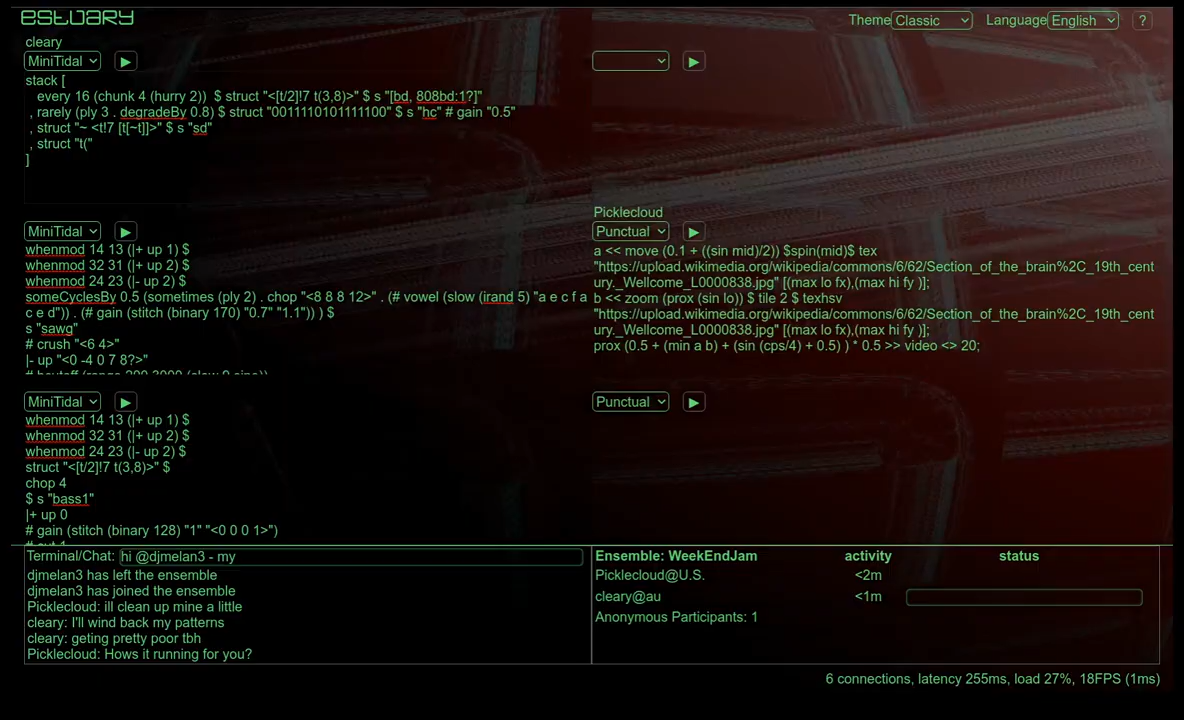 estuary
Theme Classic Language English ?
cleary
MiniTidal
stack [
every 16 (chunk 4 (hurry 2)) $ struct "<[t/2]!7 t(3,8)>" $ s "[bd, 808bd:1?]"
, rarely (ply 3 . degradeBy 0.8) $ struct "0011110101111100" $ s "hc" # gain "0.5"
, struct "~ <t!7 [t[~t]]>" $ s "sd"
, struct "t("
]
MiniTidal
whenmod 14 13 (|+ up 1) $
whenmod 32 31 (|+ up 2) $
whenmod 24 23 (|- up 2) $
someCyclesBy 0.5 (sometimes (ply 2) . chop "<8 8 8 12>" . (# vowel (slow (irand 5) "a e c f a
c e d")) . (# gain (stitch (binary 170) "0.7" "1.1")) ) $
s "sawg"
# crush "<6 4>"
|- up "<0 -4 0 7 8?>"
Picklecloud
Punctual
a << move (0.1 + ((sin mid)/2)) $spin(mid)$ tex
"https://upload.wikimedia.org/wikipedia/commons/6/62/Section_of_the_brain%2C_19th_cent
ury._Wellcome_L0000838.jpg" [(max lo fx),(max hi fy )];
b << zoom (prox (sin lo)) $ tile 2 $ texhsv
"https://upload.wikimedia.org/wikipedia/commons/6/62/Section_of_the_brain%2C_19th_cent
ury._Wellcome_L0000838.jpg" [(max lo fx),(max hi fy )];
prox (0.5 + (min a b) + (sin (cps/4) + 0.5) ) * 0.5 >> video <> 20;
MiniTidal
whenmod 14 13 (|+ up 1) $
whenmod 32 31 (|+ up 2) $
whenmod 24 23 (|- up 2) $
struct "<[t/2]!7 t(3,8)>" $
chop 4
$ s "bass1"
|+ up 0
# gain (stitch (binary 128) "1" "<0 0 0 1>")
Punctual
Terminal/Chat: hi @djmelan3 - my
djmelan3 has left the ensemble
djmelan3 has joined the ensemble
Picklecloud: ill clean up mine a little
cleary: I'll wind back my patterns
cleary: geting pretty poor tbh
Picklecloud: Hows it running for you?
Ensemble: WeekEndJam activity status
Picklecloud@U.S. <2m
cleary@au <1m
Anonymous Participants: 1
6 connections, latency 255ms, load 27%, 18FPS (1ms)